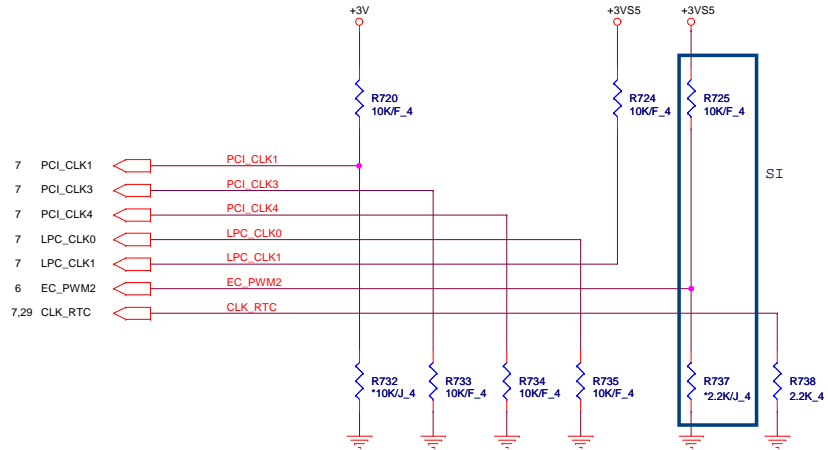 +3V +3VS5 +3VS5
R720 R724 R725
10K/F_4 10K/F_4 10K/F_4
7 PCI_CLK1 PCI_CLK1
SI
7 PCI_CLK3 PCI_CLK3
7 PCI_CLK4 PCI_CLK4
7 LPC_CLK0 LPC_CLK0
7 LPC_CLK1 LPC_CLK1
6 EC_PWM2 EC_PWM2
7,29 CLK_RTC CLK_RTC
R732 R733 R734 R735 R737 R738
*10K/J_4 10K/F_4 10K/F_4 10K/F_4 *2.2K/J_4 2.2K_4